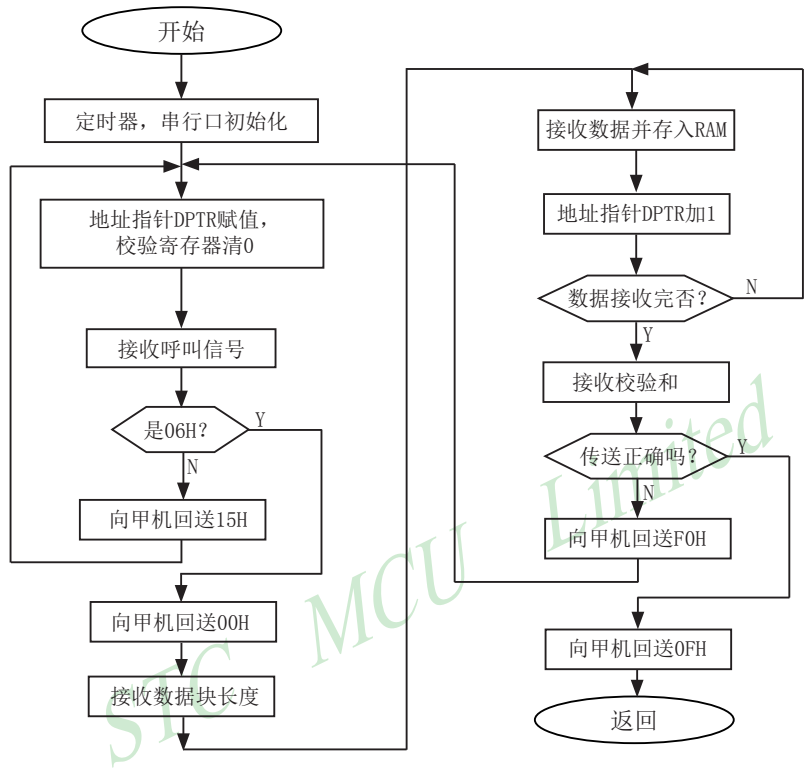 开始
定时器，串行口初始化
地址指针DPTR赋值，
校验寄存器清0
接收呼叫信号
是06H?
Y
N
向甲机回送15H
向甲机回送00H
接收数据块长度
接收数据并存入RAM
地址指针DPTR加1
数据接收完否?
N
Y
接收校验和
传送正确吗?
Y
N
向甲机回送F0H
向甲机回送0FH
返回
STC MCU Limited